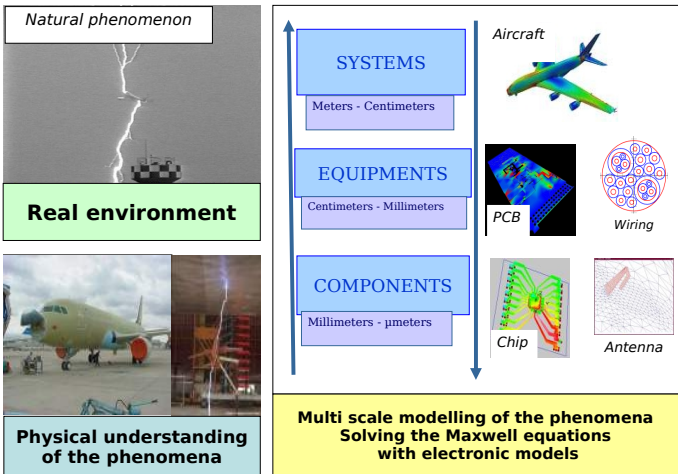 Natural phenomenon
Real environment
Physical understanding
of the phenomena
SYSTEMS
Meters - Centimeters
EQUIPMENTS
Centimeters - Millimeters
COMPONENTS
Millimeters - µmeters
Aircraft
PCB
Wiring
Chip
Antenna
Multi scale modelling of the phenomena
Solving the Maxwell equations
with electronic models